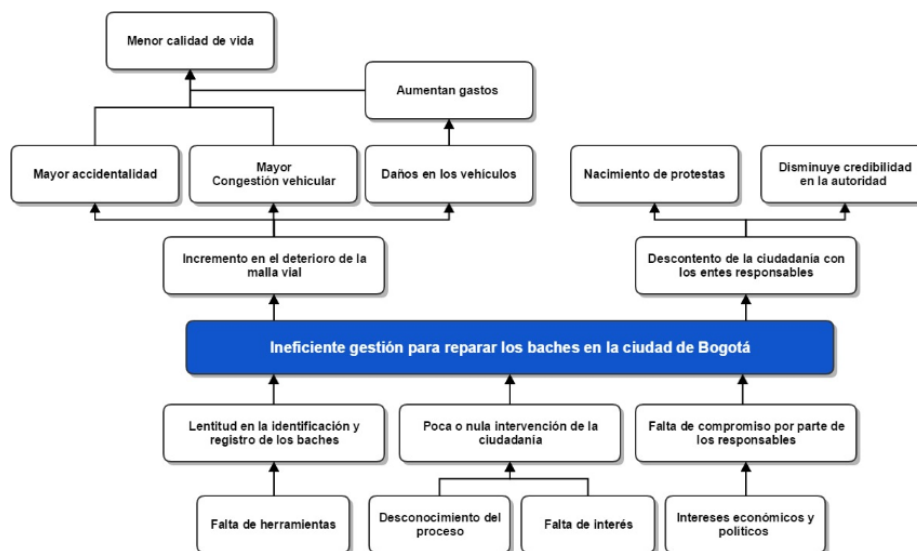 Menor calidad de vida
Aumentan gastos
Mayor accidentalidad
Mayor
Congestión vehicular
Daños en los vehículos
Nacimiento de protestas
Disminuye credibilidad
en la autoridad
Incremento en el deterioro de la
malla vial
Descontento de la ciudadanía con
los entes responsables
Ineficiente gestión para reparar los baches en la ciudad de Bogotá
Lentitud en la identificación y
registro de los baches
Poca o nula intervención de la
ciudadanía
Falta de compromiso por parte de
los responsables
Falta de herramientas
Desconocimiento del
proceso
Falta de interés
Intereses económicos y
políticos